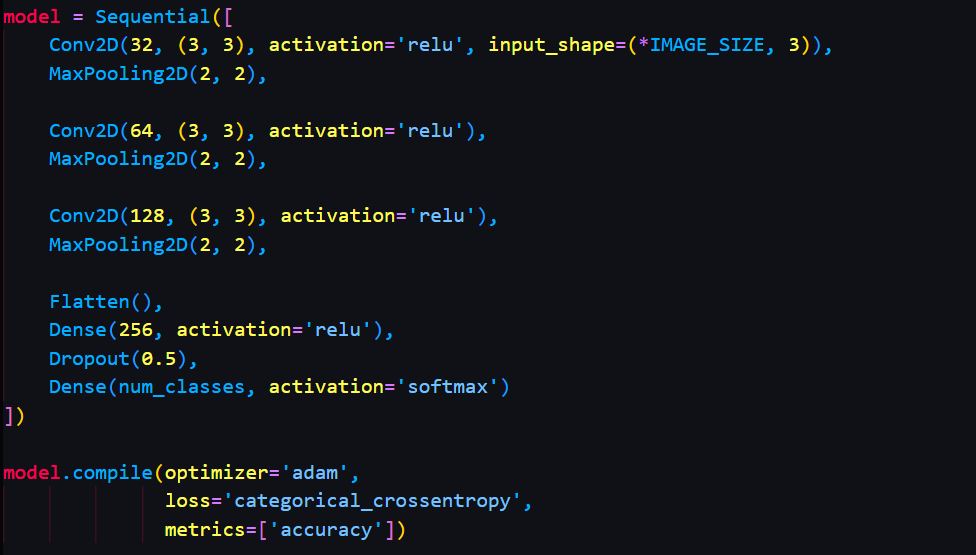 model = Sequential([
    Conv2D(32, (3, 3), activation='relu', input_shape=(*IMAGE_SIZE, 3)),
    MaxPooling2D(2, 2),

    Conv2D(64, (3, 3), activation='relu'),
    MaxPooling2D(2, 2),

    Conv2D(128, (3, 3), activation='relu'),
    MaxPooling2D(2, 2),

    Flatten(),
    Dense(256, activation='relu'),
    Dropout(0.5),
    Dense(num_classes, activation='softmax')
])

model.compile(optimizer='adam',
              loss='categorical_crossentropy',
              metrics=['accuracy'])